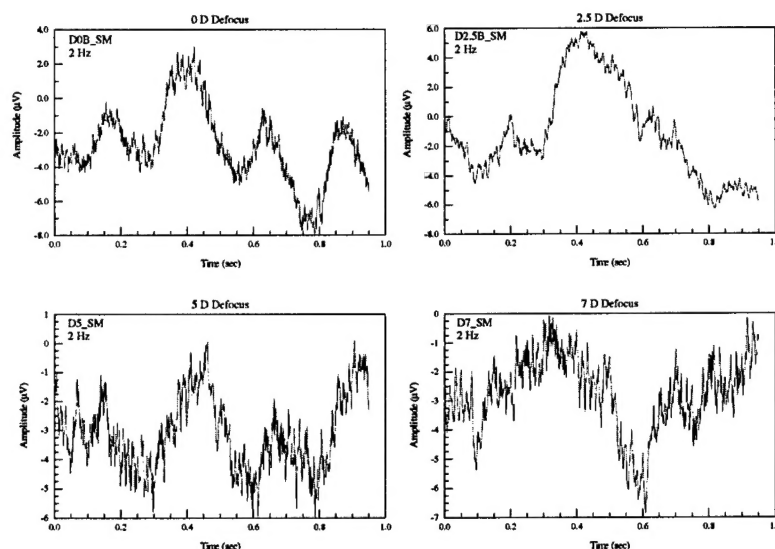 0 D Defocus
D0B_SM
2 Hz
4.0
2.0
0.0
-2.0
-4.0
-6.0
-8.0
Amplitude (µV)
0.0 0.2 0.4 0.6 0.8 1.0
Time (sec)
2.5 D Defocus
D2.5B_SM
2 Hz
6.0
4.0
2.0
0.0
-2.0
-4.0
-6.0
-8.0
Amplitude (µV)
0.0 0.2 0.4 0.6 0.8 1.0
Time (sec)
5 D Defocus
D5_SM
2 Hz
1
0
-1
-2
-3
-4
-5
-6
Amplitude (µV)
0.0 0.2 0.4 0.6 0.8 1.0
Time (sec)
7 D Defocus
D7_SM
2 Hz
-0
-1
-2
-3
-4
-5
-6
-7
Amplitude (µV)
0.0 0.2 0.4 0.6 0.8 1.0
Time (sec)